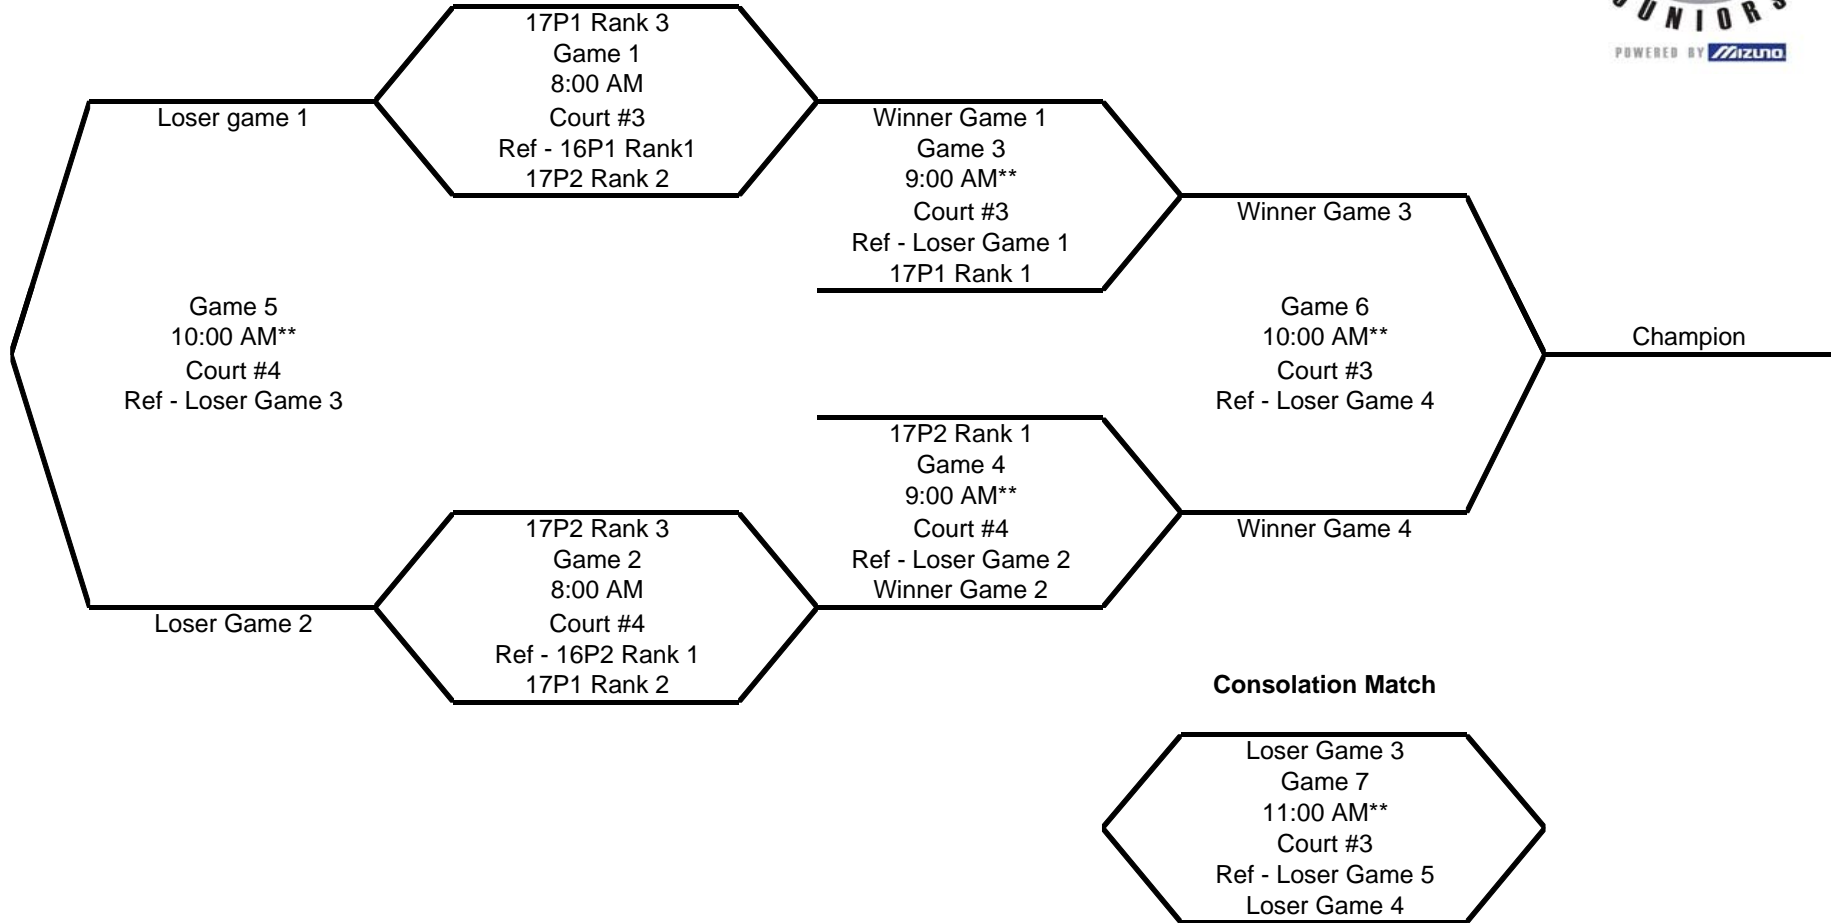 JUNIORS
POWERED BY MIZUNO
17P1 Rank 3
Game 1
8:00 AM
Court #3
Ref - 16P1 Rank1
17P2 Rank 2
Loser game 1
Winner Game 1
Game 3
9:00 AM**
Court #3
Ref - Loser Game 1
17P1 Rank 1
Winner Game 3
Game 5
10:00 AM**
Court #4
Ref - Loser Game 3
Game 6
10:00 AM**
Court #3
Ref - Loser Game 4
Champion
17P2 Rank 1
Game 4
9:00 AM**
Court #4
Ref - Loser Game 2
Winner Game 2
Winner Game 4
17P2 Rank 3
Game 2
8:00 AM
Court #4
Ref - 16P2 Rank 1
17P1 Rank 2
Loser Game 2
Consolation Match
Loser Game 3
Game 7
11:00 AM**
Court #3
Ref - Loser Game 5
Loser Game 4